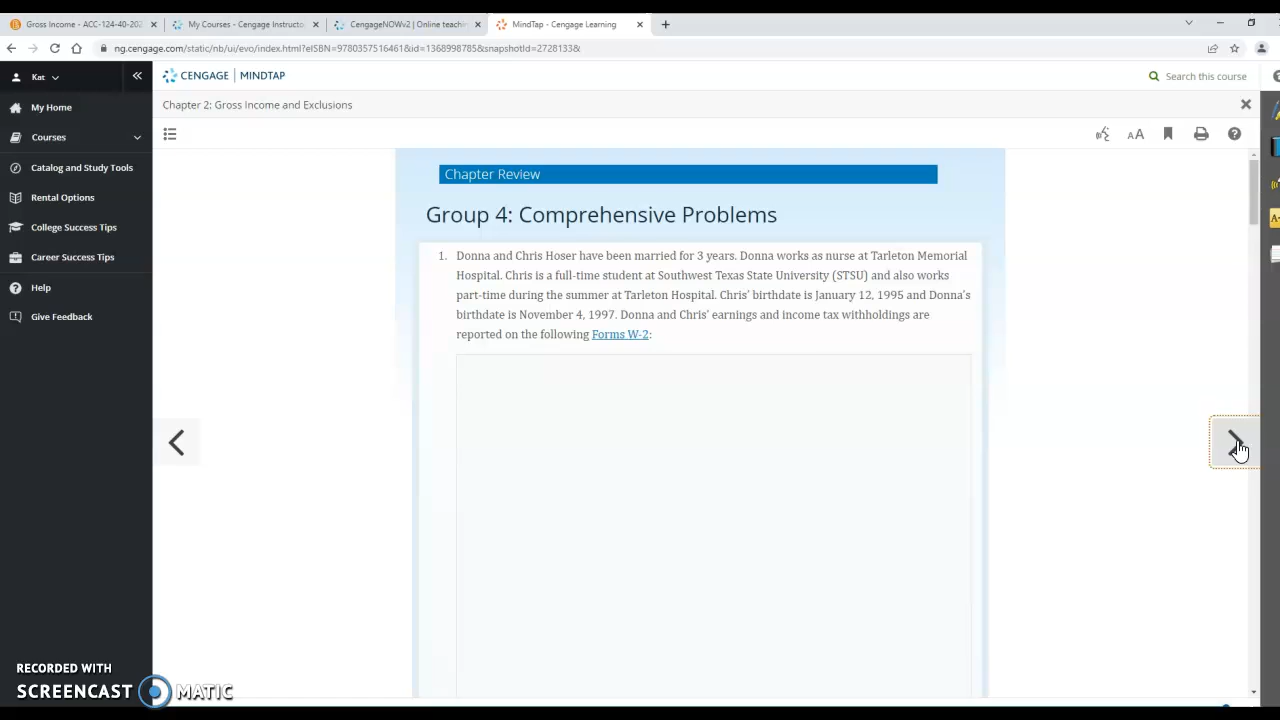 Gross Income - ACC-124-40-202
My Courses - Cengage Instructo
CengageNOWv2 | Online teachin
MindTap - Cengage Learning
ng.cengage.com/static/nb/ui/evo/index.html?eISBN=9780357516461&id=1368998785&snapshotId=2728133&
Kat
CENGAGE | MINDTAP
Search this course
My Home
Chapter 2: Gross Income and Exclusions
Courses
AA
Catalog and Study Tools
Rental Options
College Success Tips
Career Success Tips
Help
Give Feedback
Chapter Review
Group 4: Comprehensive Problems
1. Donna and Chris Hoser have been married for 3 years. Donna works as nurse at Tarleton Memorial
Hospital. Chris is a full-time student at Southwest Texas State University (STSU) and also works
part-time during the summer at Tarleton Hospital. Chris' birthdate is January 12, 1995 and Donna's
birthdate is November 4, 1997. Donna and Chris' earnings and income tax withholdings are
reported on the following Forms W-2:
RECORDED WITH
SCREENCAST MATIC